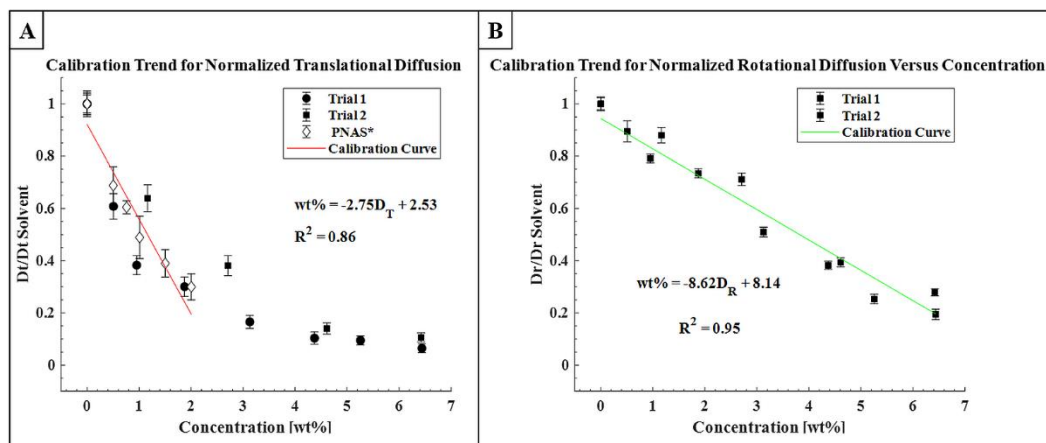 A
Calibration Trend for Normalized Translational Diffusion
Trial 1
Trial 2
PNAS*
Calibration Curve
wt% = -2.75D_T + 2.53
R² = 0.86
Dt/Dt Solvent
1
0.8
0.6
0.4
0.2
0
0 1 2 3 4 5 6 7
Concentration [wt%]
B
Calibration Trend for Normalized Rotational Diffusion Versus Concentration
Trial 1
Trial 2
Calibration Curve
wt% = -8.62D_R + 8.14
R² = 0.95
Dr/Dr Solvent
1
0.8
0.6
0.4
0.2
0
0 1 2 3 4 5 6 7
Concentration [wt%]